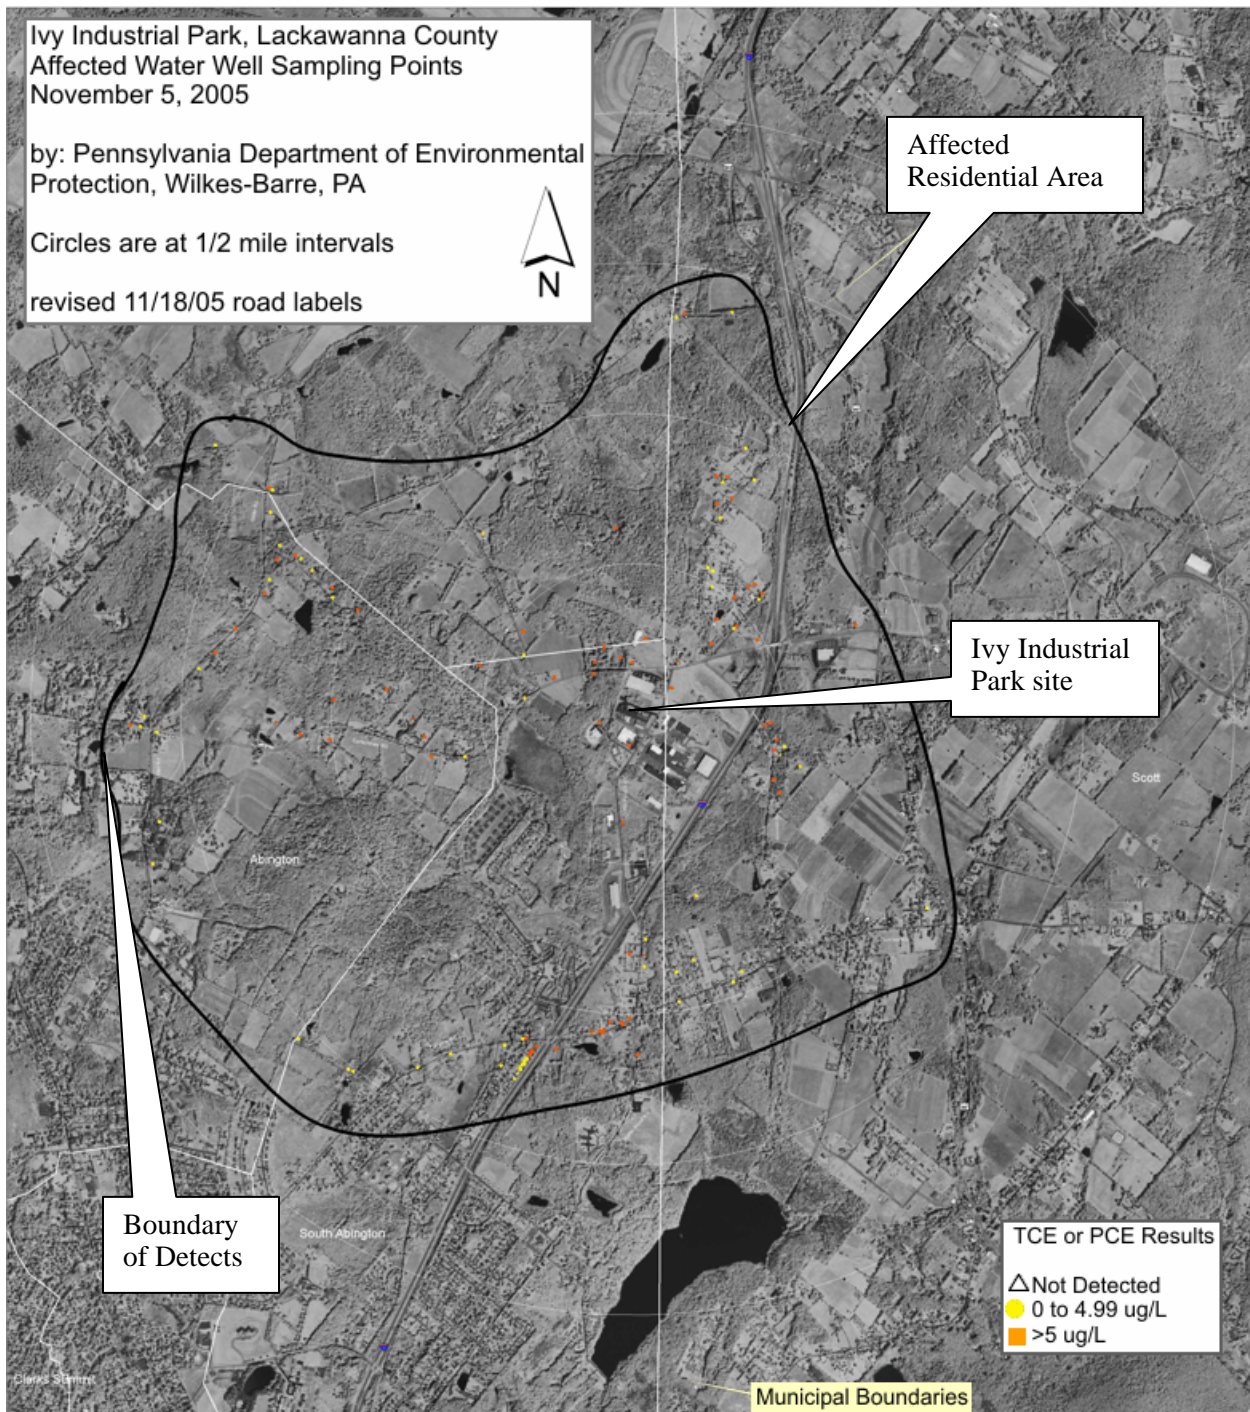 Ivy Industrial Park, Lackawanna County
Affected Water Well Sampling Points
November 5, 2005
by: Pennsylvania Department of Environmental
Protection, Wilkes-Barre, PA
Circles are at 1/2 mile intervals
revised 11/18/05 road labels
N
Affected
Residential Area
Ivy Industrial
Park site
Scott
Abington
Boundary
of Detects
South Abington
TCE or PCE Results
Not Detected
0 to 4.99 ug/L
>5 ug/L
Clarks Summit
Municipal Boundaries